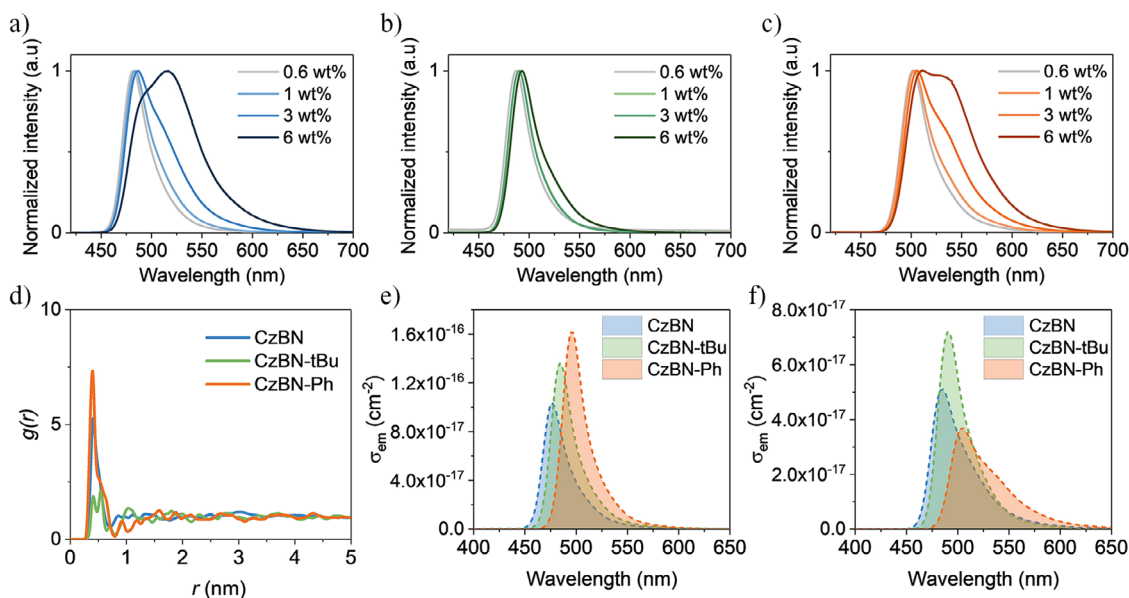 a)
Normalized intensity (a.u)
1
0
0.6 wt%
1 wt%
3 wt%
6 wt%
450 500 550 600 650 700
Wavelength (nm)
b)
Normalized intensity (a.u)
1
0
0.6 wt%
1 wt%
3 wt%
6 wt%
450 500 550 600 650 700
Wavelength (nm)
c)
Normalized intensity (a.u)
1
0
0.6 wt%
1 wt%
3 wt%
6 wt%
450 500 550 600 650 700
Wavelength (nm)
d)
g(r)
10
5
0
CzBN
CzBN-tBu
CzBN-Ph
0 1 2 3 4 5
r (nm)
e)
σem (cm-2)
1.6x10-16
1.2x10-16
8.0x10-17
4.0x10-17
0.0
CzBN
CzBN-tBu
CzBN-Ph
400 450 500 550 600 650
Wavelength (nm)
f)
σem (cm-2)
8.0x10-17
6.0x10-17
4.0x10-17
2.0x10-17
0.0
CzBN
CzBN-tBu
CzBN-Ph
400 450 500 550 600 650
Wavelength (nm)